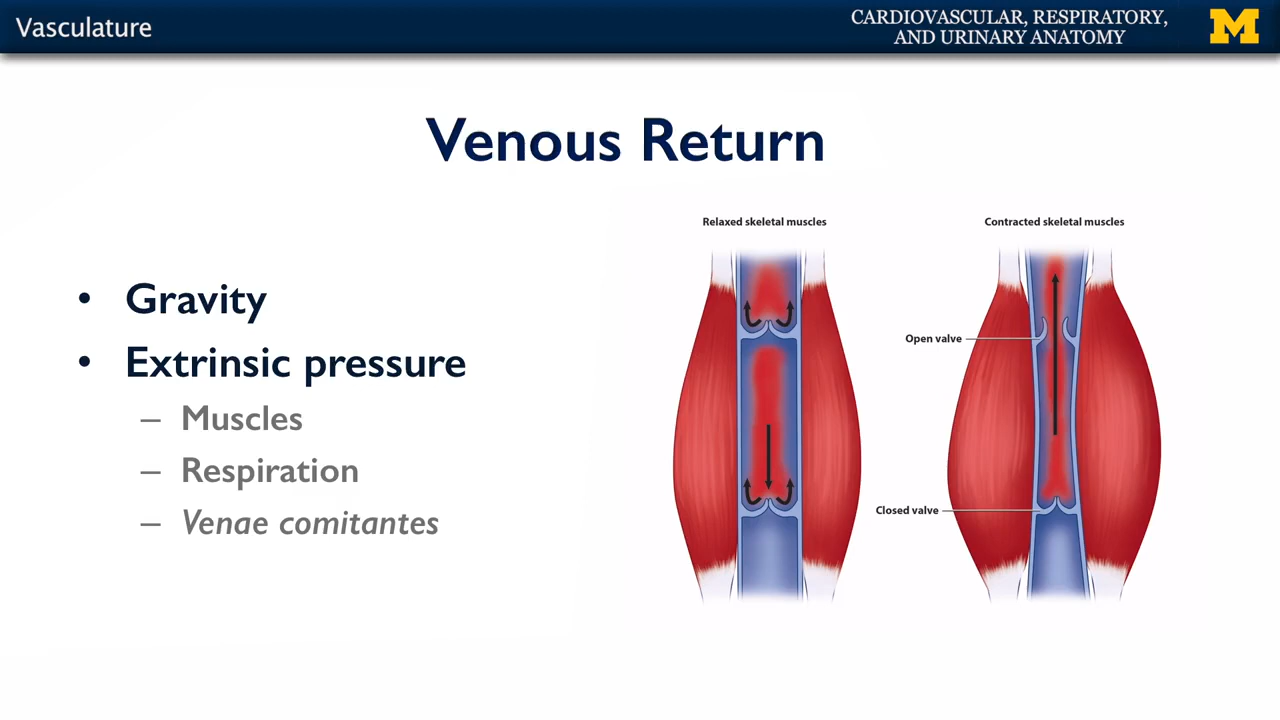 Vasculature
CARDIOVASCULAR, RESPIRATORY,
AND URINARY ANATOMY
M
Venous Return
• Gravity
• Extrinsic pressure
– Muscles
– Respiration
– Venae comitantes
Relaxed skeletal muscles
Contracted skeletal muscles
Open valve
Closed valve